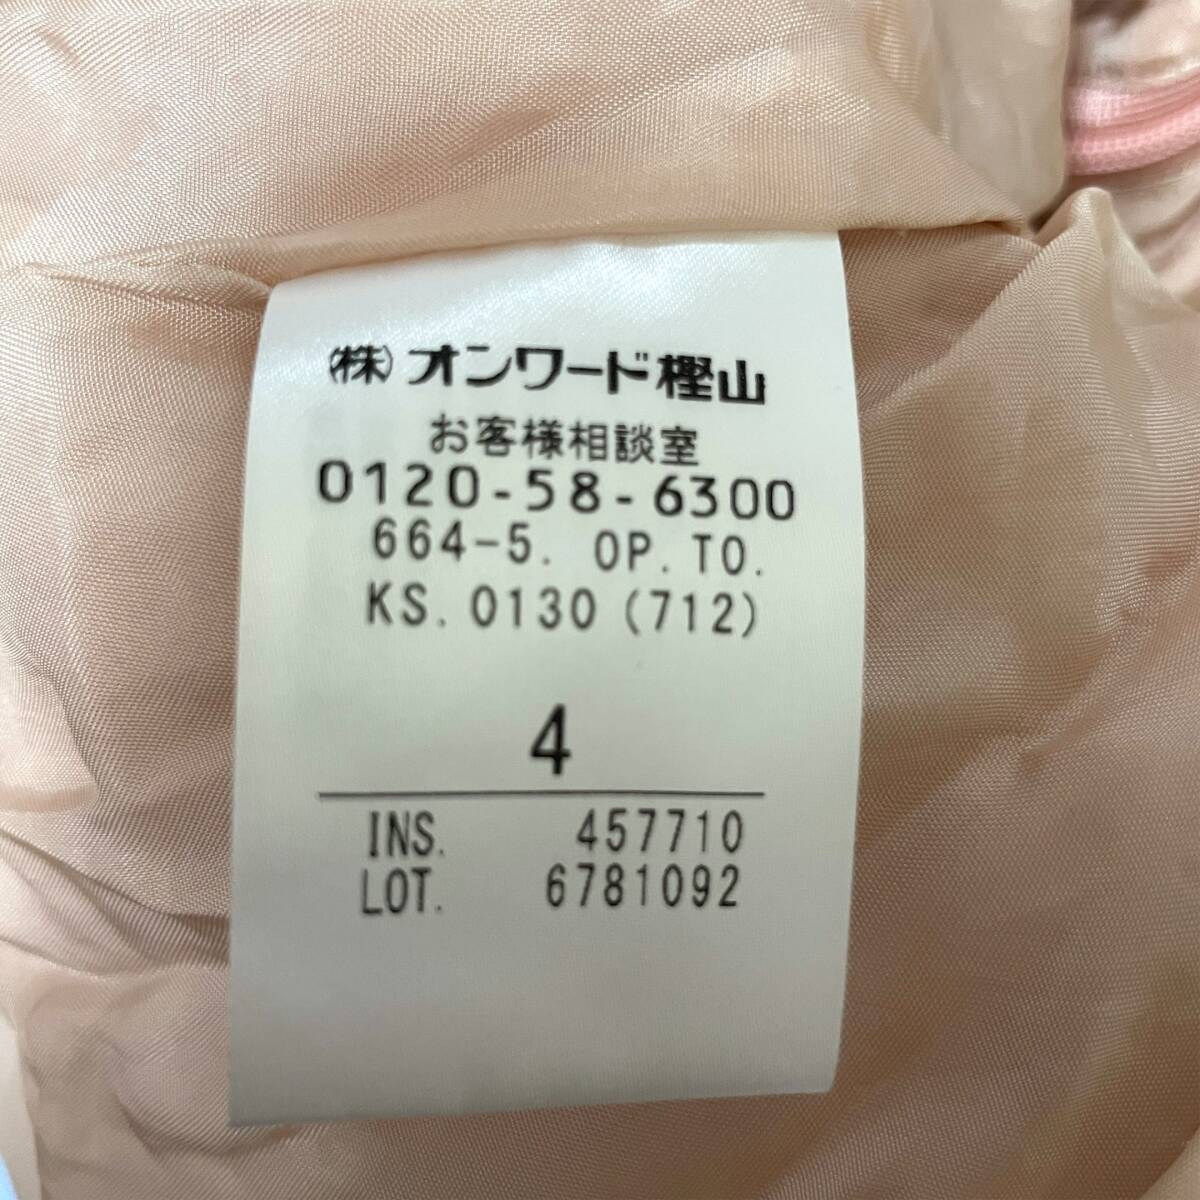 (株)オンワード樫山
お客様相談室
0120-58-6300
664-5. OP. TO.
KS. 0130 (712)
4
INS. 457710
LOT. 6781092